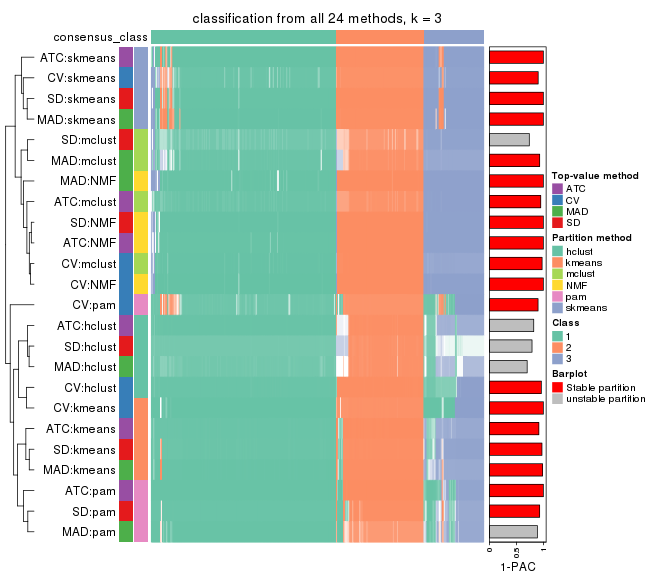 classification from all 24 methods, k = 3
consensus_class
ATC:skmeans
CV:skmeans
SD:skmeans
MAD:skmeans
SD:mclust
MAD:mclust
MAD:NMF
ATC:mclust
SD:NMF
ATC:NMF
CV:mclust
CV:NMF
CV:pam
ATC:hclust
SD:hclust
MAD:hclust
CV:hclust
CV:kmeans
ATC:kmeans
SD:kmeans
MAD:kmeans
ATC:pam
SD:pam
MAD:pam
0
0.5
1
1-PAC
Top-value method
ATC
CV
MAD
SD
Partition method
hclust
kmeans
mclust
NMF
pam
skmeans
Class
1
2
3
Barplot
Stable partition
unstable partition